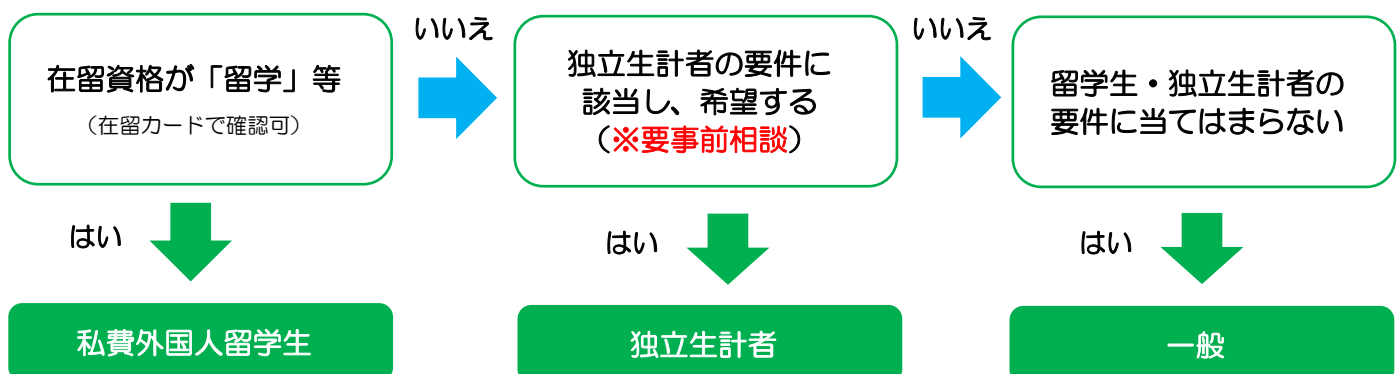 在留資格が「留学」等
（在留カードで確認可）
いいえ
独立生計者の要件に
該当し、希望する
（※要事前相談）
いいえ
留学生・独立生計者の
要件に当てはまらない
はい
はい
はい
私費外国人留学生
独立生計者
一般